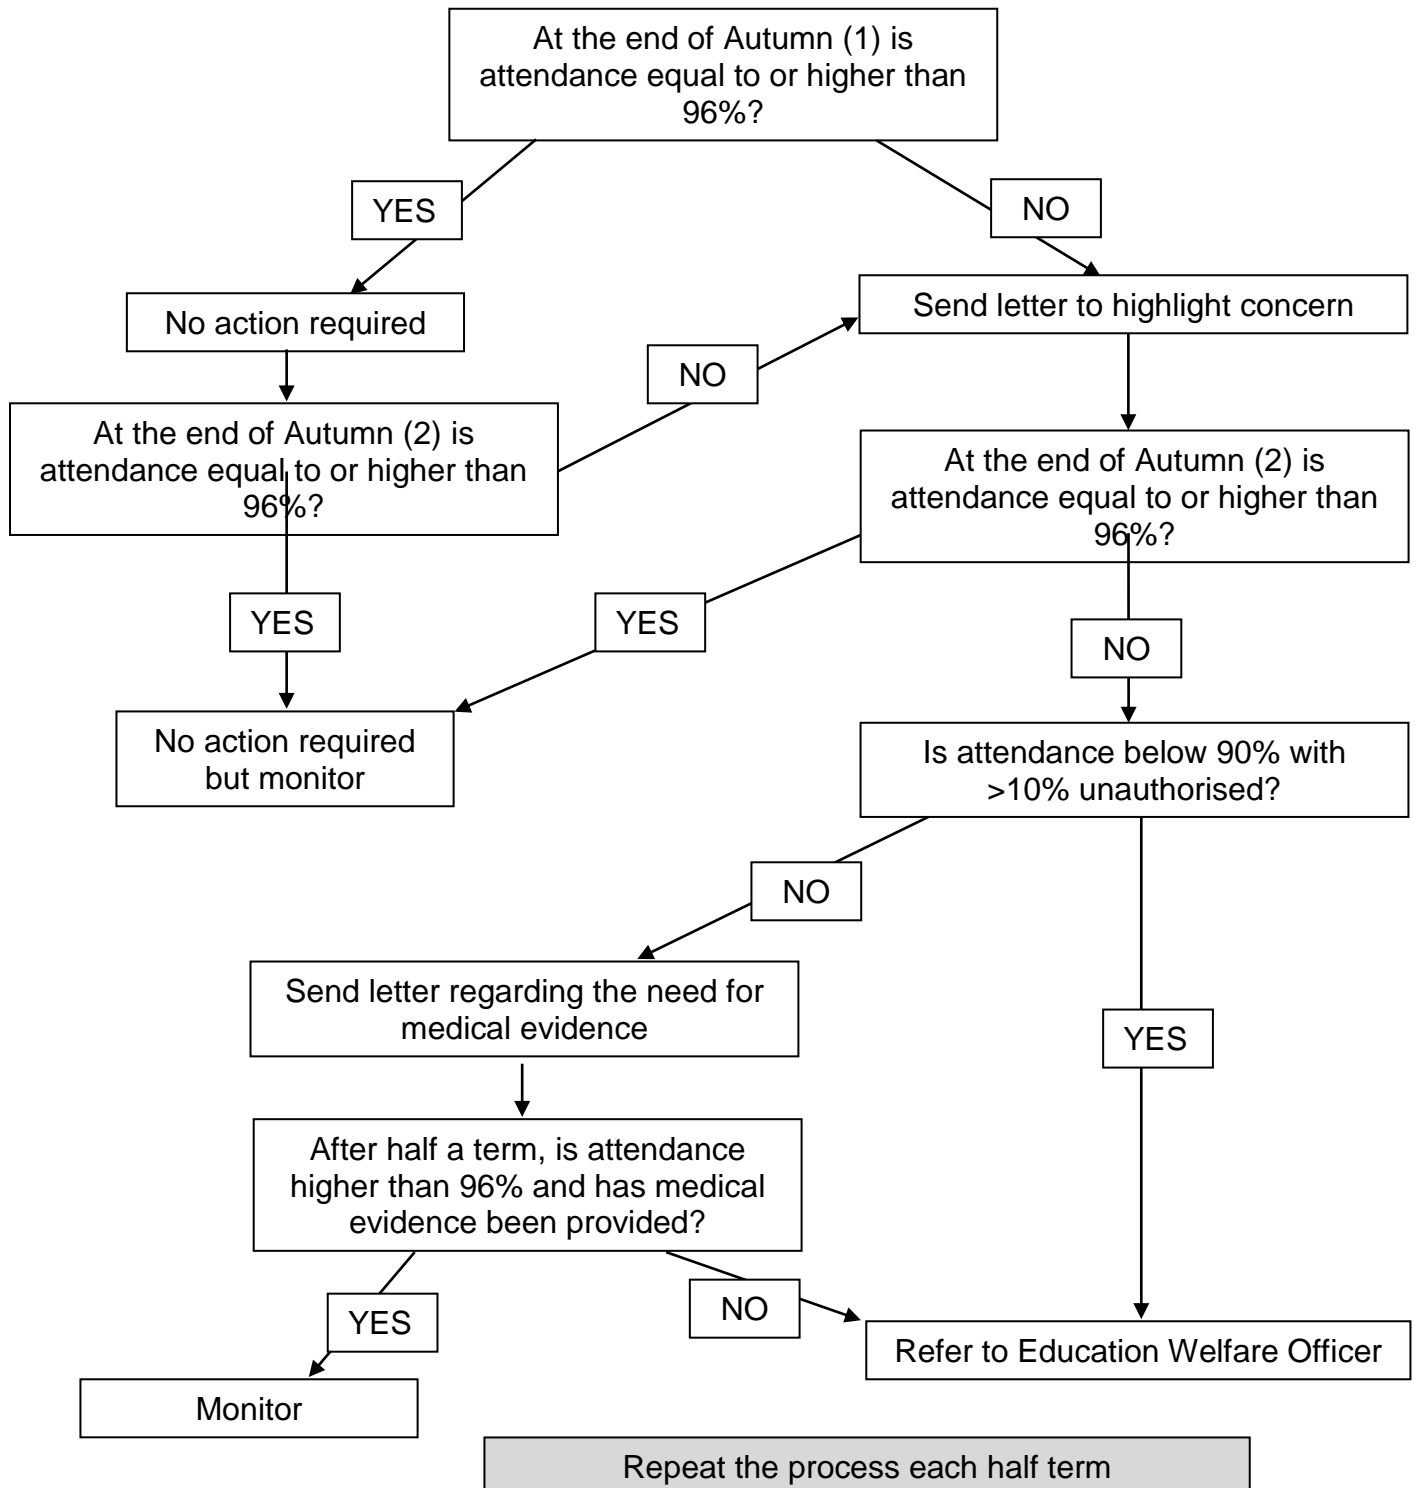 At the end of Autumn (1) is
attendance equal to or higher than
96%?
YES
NO
No action required
Send letter to highlight concern
NO
At the end of Autumn (2) is
attendance equal to or higher than
96%?
At the end of Autumn (2) is
attendance equal to or higher than
96%?
YES
YES
NO
No action required
but monitor
Is attendance below 90% with
>10% unauthorised?
NO
Send letter regarding the need for
medical evidence
YES
After half a term, is attendance
higher than 96% and has medical
evidence been provided?
YES
NO
Refer to Education Welfare Officer
Monitor
Repeat the process each half term